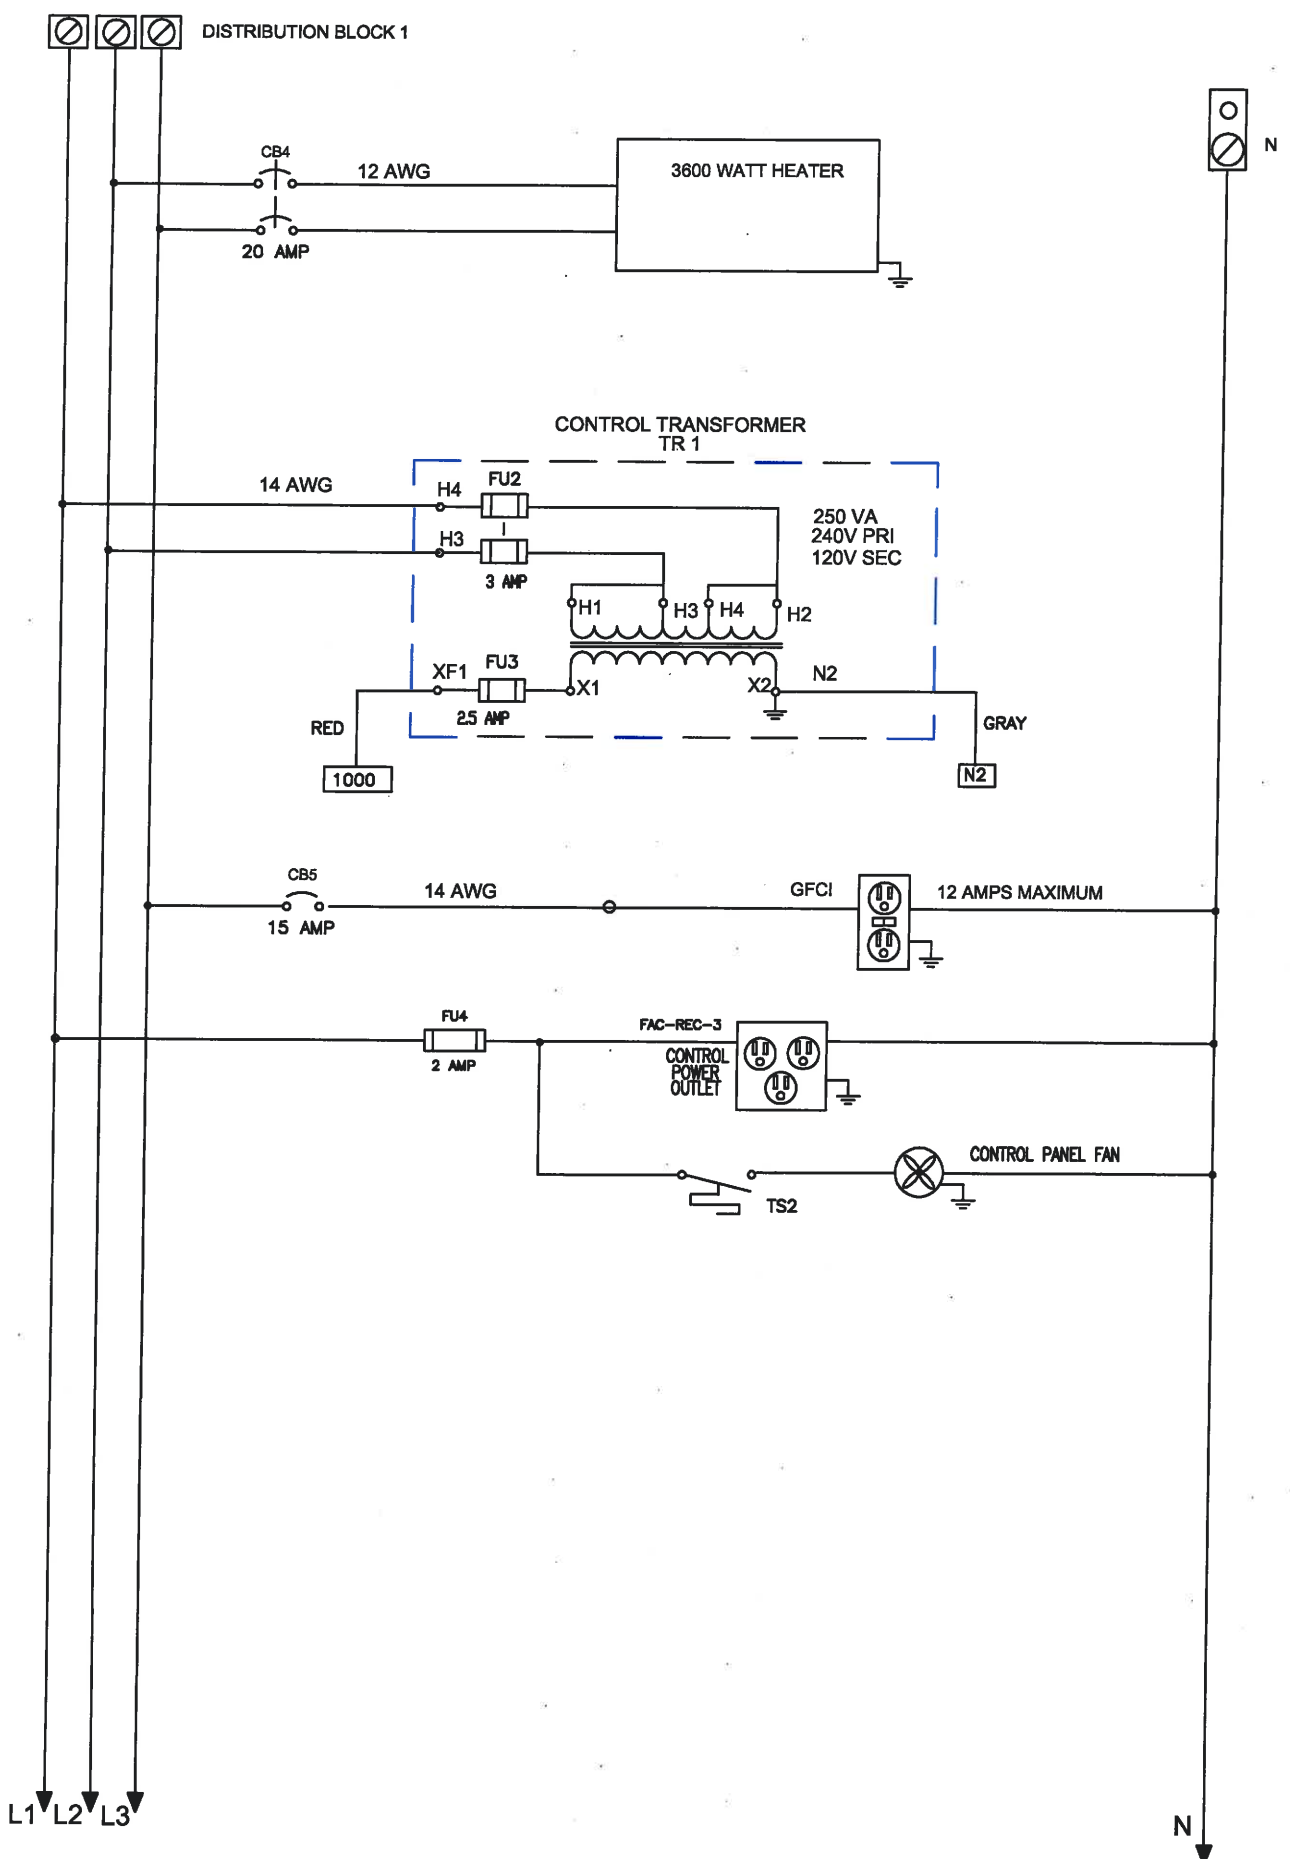 DISTRIBUTION BLOCK 1
N
CB4
12 AWG
3600 WATT HEATER
20 AMP
CONTROL TRANSFORMER
TR 1
14 AWG
H4
FU2
250 VA
240V PRI
120V SEC
H3
3 AMP
H1
H3
H4
H2
XF1
FU3
X1
X2
N2
2.5 AMP
RED
GRAY
1000
N2
CB5
14 AWG
GFCI
12 AMPS MAXIMUM
15 AMP
FU4
2 AMP
FAC-REC-3
CONTROL
POWER
OUTLET
CONTROL PANEL FAN
TS2
L1
L2
L3
N